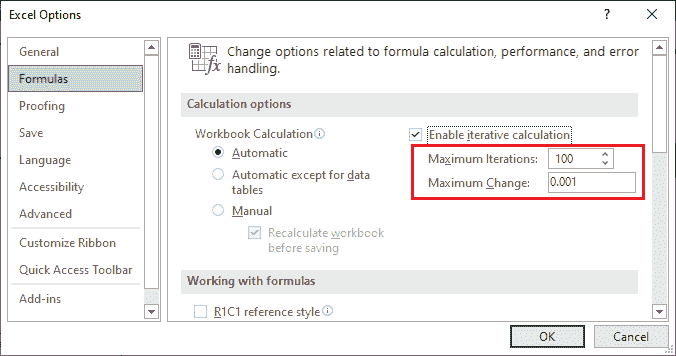 Excel Options
? ×
General
Formulas
Proofing
Save
Language
Accessibility
Advanced
Customize Ribbon
Quick Access Toolbar
Add-ins
Change options related to formula calculation, performance, and error
handling.
Calculation options
Workbook Calculation
Automatic
Automatic except for data
tables
Manual
Recalculate workbook
before saving
Enable iterative calculation
Maximum Iterations: 100
Maximum Change: 0.001
Working with formulas
R1C1 reference style
OK
Cancel